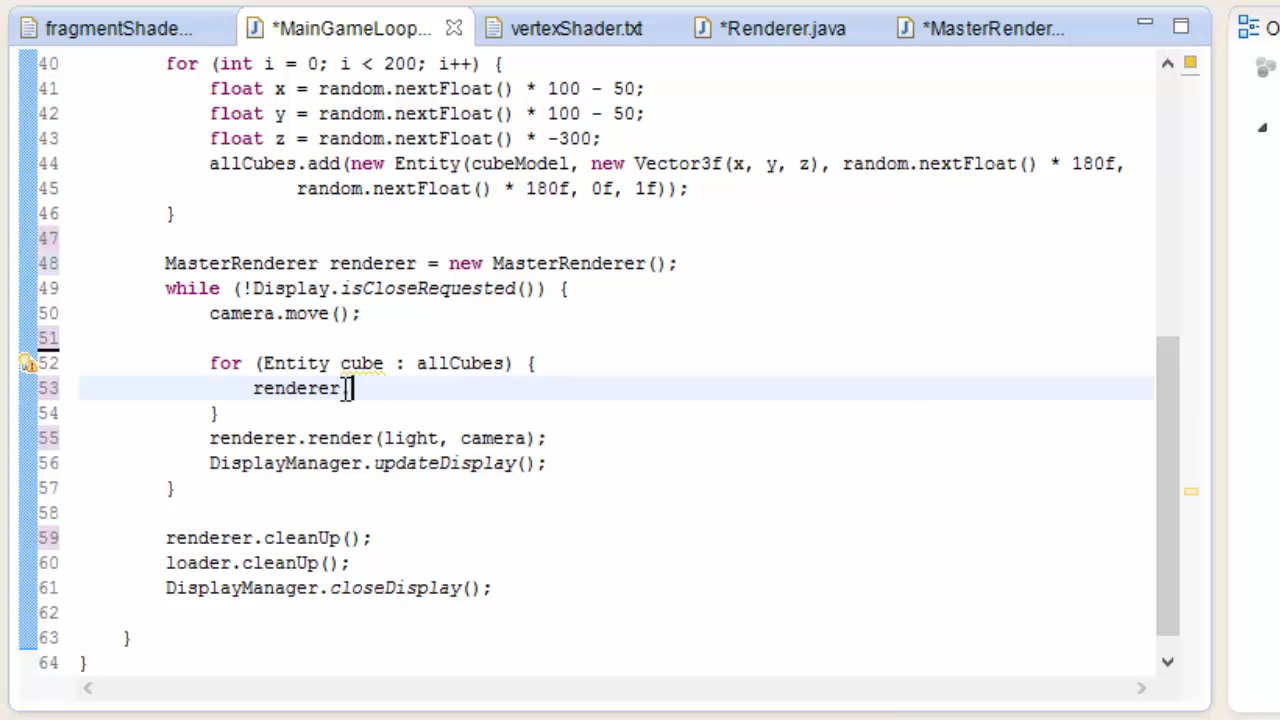 fragmentShade... *MainGameLoop... vertexShader.txt *Renderer.java *MasterRender... O
40 for (int i = 0; i < 200; i++) {
41 float x = random.nextFloat() * 100 - 50;
42 float y = random.nextFloat() * 100 - 50;
43 float z = random.nextFloat() * -300;
44 allCubes.add(new Entity(cubeModel, new Vector3f(x, y, z), random.nextFloat() * 180f,
45 random.nextFloat() * 180f, 0f, 1f));
46 }
47
48 MasterRenderer renderer = new MasterRenderer();
49 while (!Display.isCloseRequested()) {
50 camera.move();
51
52 for (Entity cube : allCubes) {
53 renderer.
54 }
55 renderer.render(light, camera);
56 DisplayManager.updateDisplay();
57 }
58
59 renderer.cleanUp();
60 loader.cleanUp();
61 DisplayManager.closeDisplay();
62
63 }
64 }